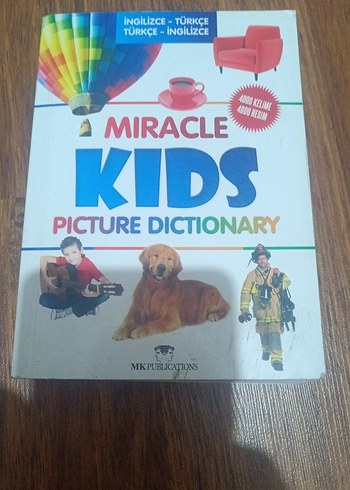 İNGİLİZCE - TÜRKÇE
TÜRKÇE - İNGİLİZCE
4000 KELİME
4000 RESİM
MIRACLE
KIDS
PICTURE DICTIONARY
MK PUBLICATIONS